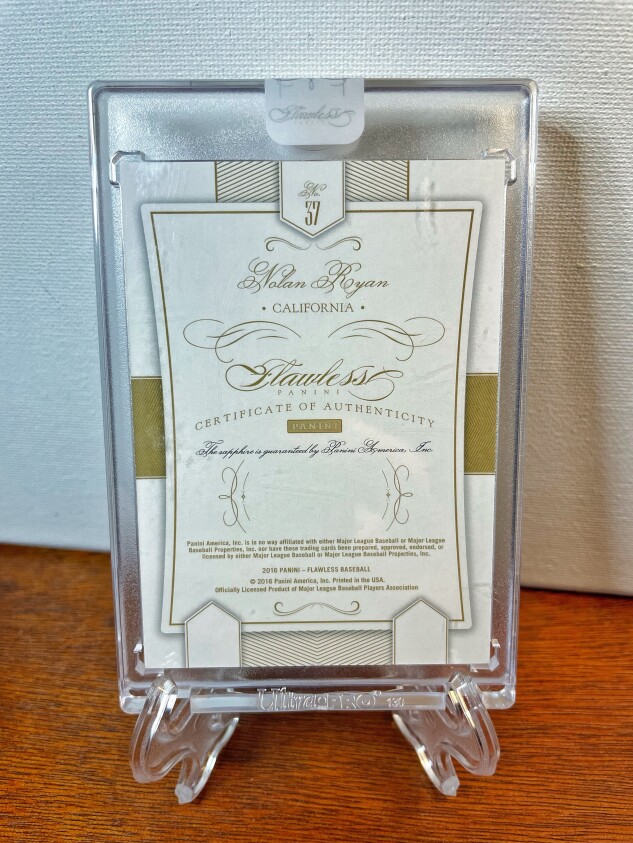 Flawless
No.
37
Nolan Ryan
• CALIFORNIA •
Flawless
PANINI
CERTIFICATE OF AUTHENTICITY
PANINI
The sapphire is guaranteed by Panini America, Inc.
Panini America, Inc. is in no way affiliated with either Major League Baseball or Major League
Baseball Properties, Inc. nor have these trading cards been prepared, approved, endorsed, or
licensed by either Major League Baseball or Major League Baseball Properties, Inc.
2016 PANINI – FLAWLESS BASEBALL
© 2016 Panini America, Inc. Printed in the USA.
Officially Licensed Product of Major League Baseball Players Association
Ultra PRO® 130